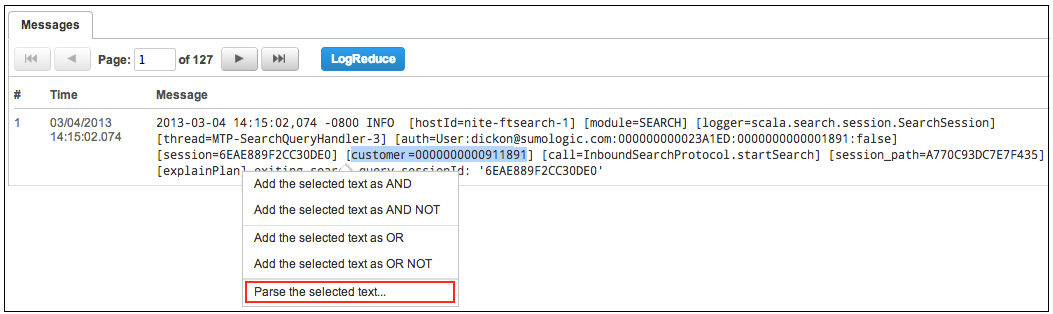 Messages
Page: 1 of 127 LogReduce
# Time Message
1 03/04/2013 2013-03-04 14:15:02,074 -0800 INFO [hostId=nite-ftsearch-1] [module=SEARCH] [logger=scala.search.session.SearchSession]
14:15:02.074 [thread=MTP-SearchQueryHandler-3] [auth=User:dickon@sumologic.com:000000000023A1ED:0000000000001891:false]
[session=6EAE889F2CC30DE0] [customer=0000000000911891] [call=InboundSearchProtocol.startSearch] [session_path=A770C93DC7E7F435]
[explainPlan] exiting search query sessionId: '6EAE889F2CC30DE0'
Add the selected text as AND
Add the selected text as AND NOT
Add the selected text as OR
Add the selected text as OR NOT
Parse the selected text...